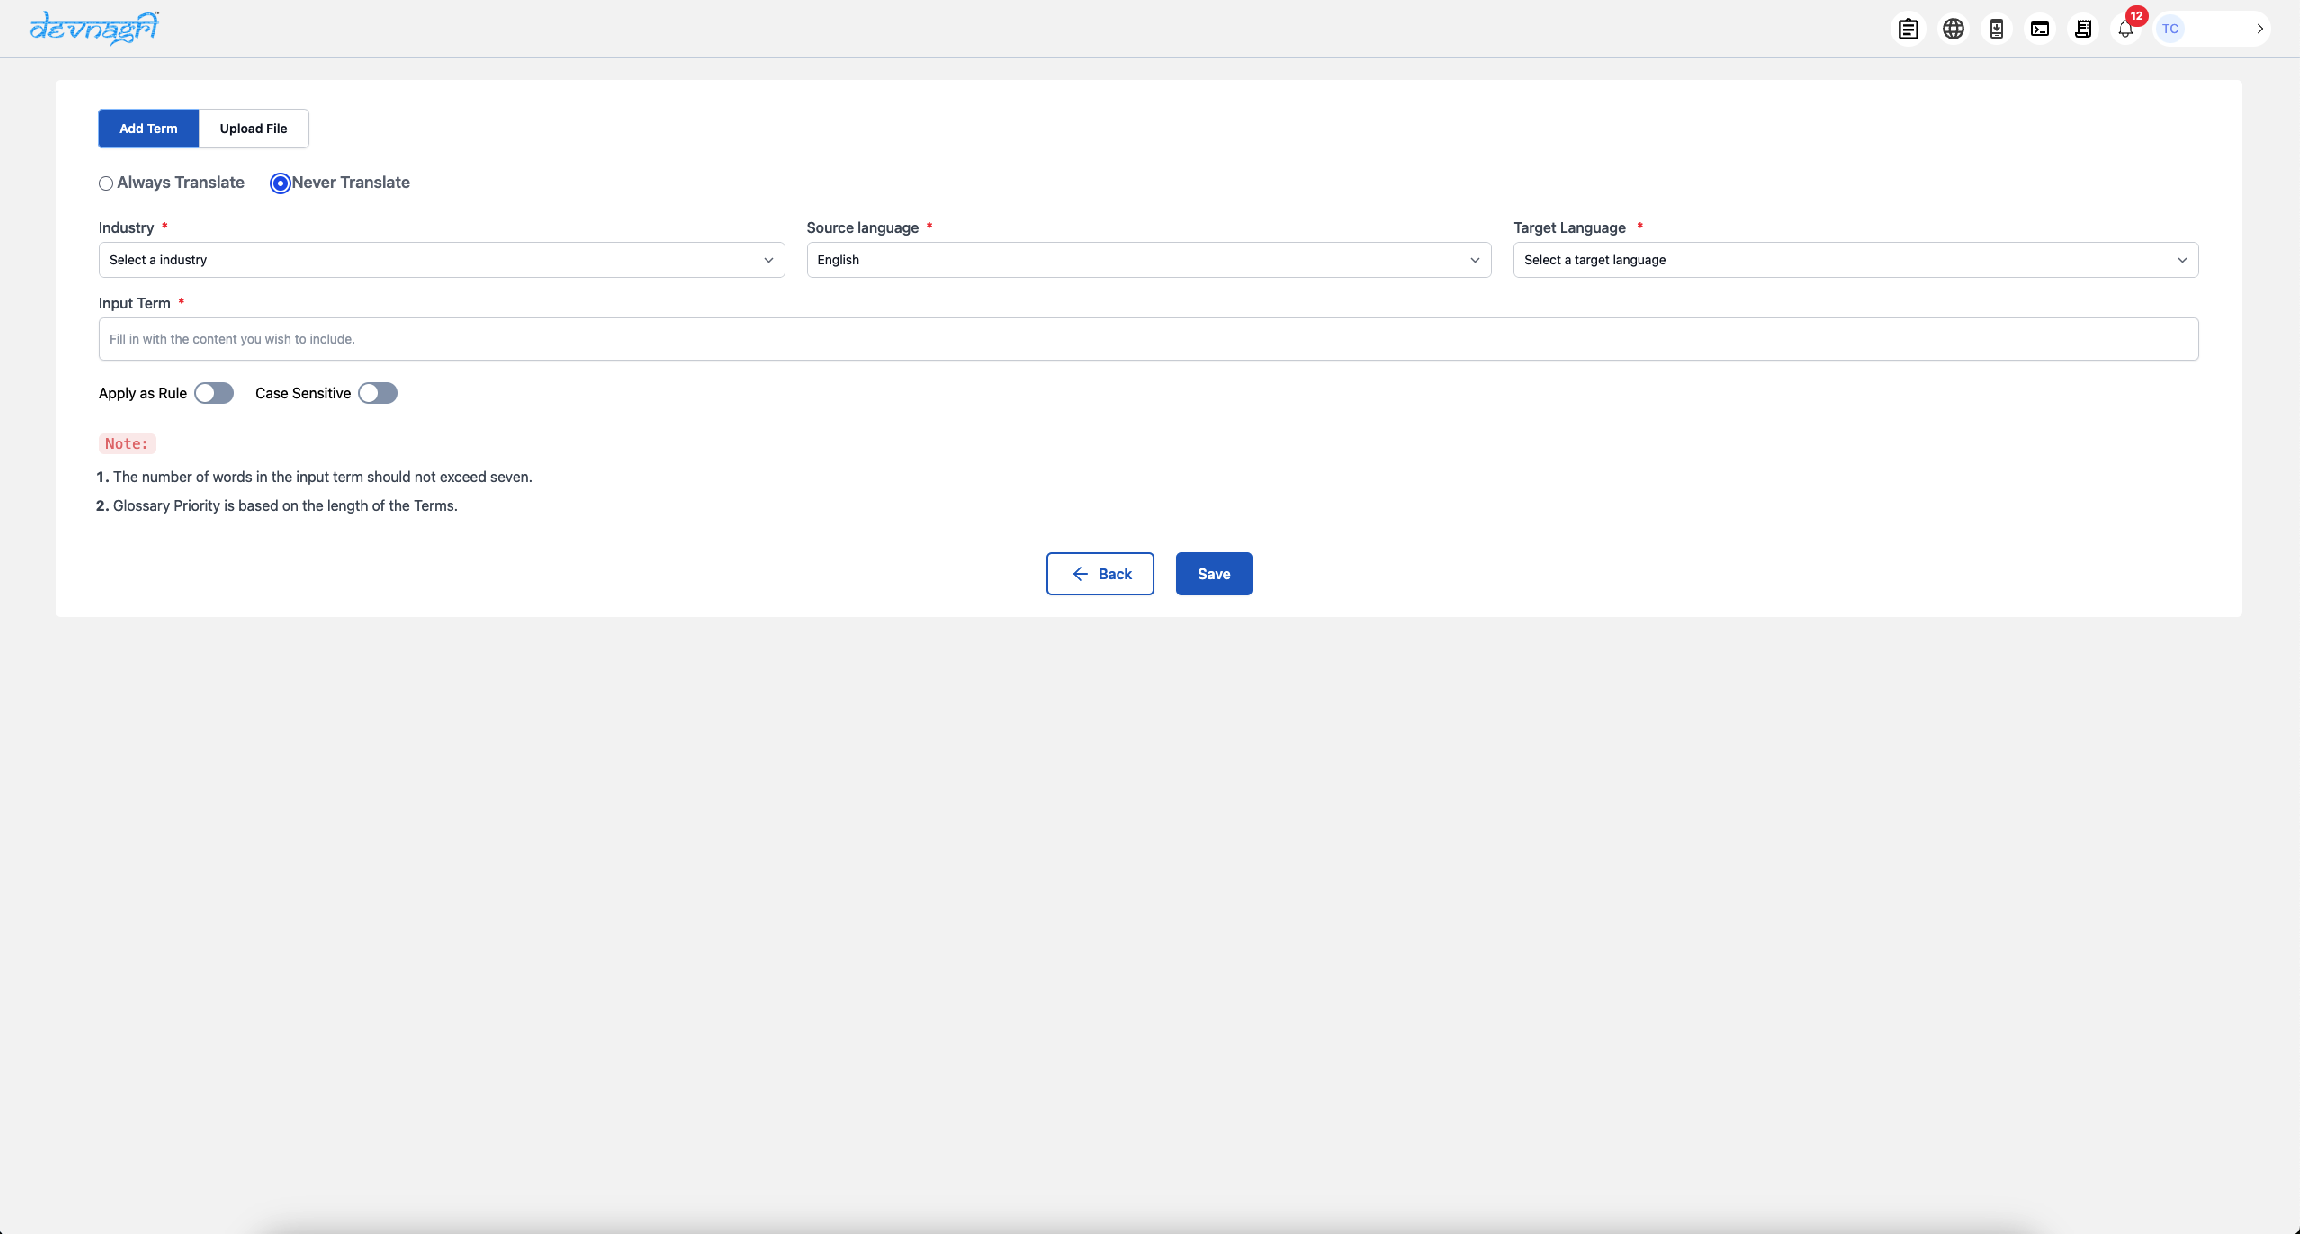 devnagri
12
TC
Add Term
Upload File
Always Translate
Never Translate
Industry *
Source language *
Target Language *
Select a industry
English
Select a target language
Input Term *
Fill in with the content you wish to include.
Apply as Rule
Case Sensitive
Note:
1. The number of words in the input term should not exceed seven.
2. Glossary Priority is based on the length of the Terms.
Back
Save